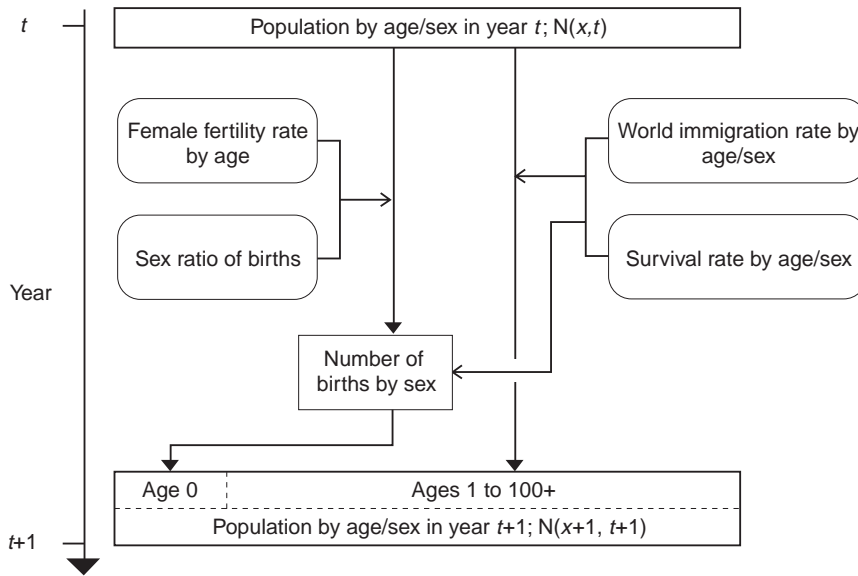 t
Population by age/sex in year t; N(x,t)
Female fertility rate
by age
World immigration rate by
age/sex
Sex ratio of births
Survival rate by age/sex
Year
Number of
births by sex
Age 0
Ages 1 to 100+
Population by age/sex in year t+1; N(x+1, t+1)
t+1